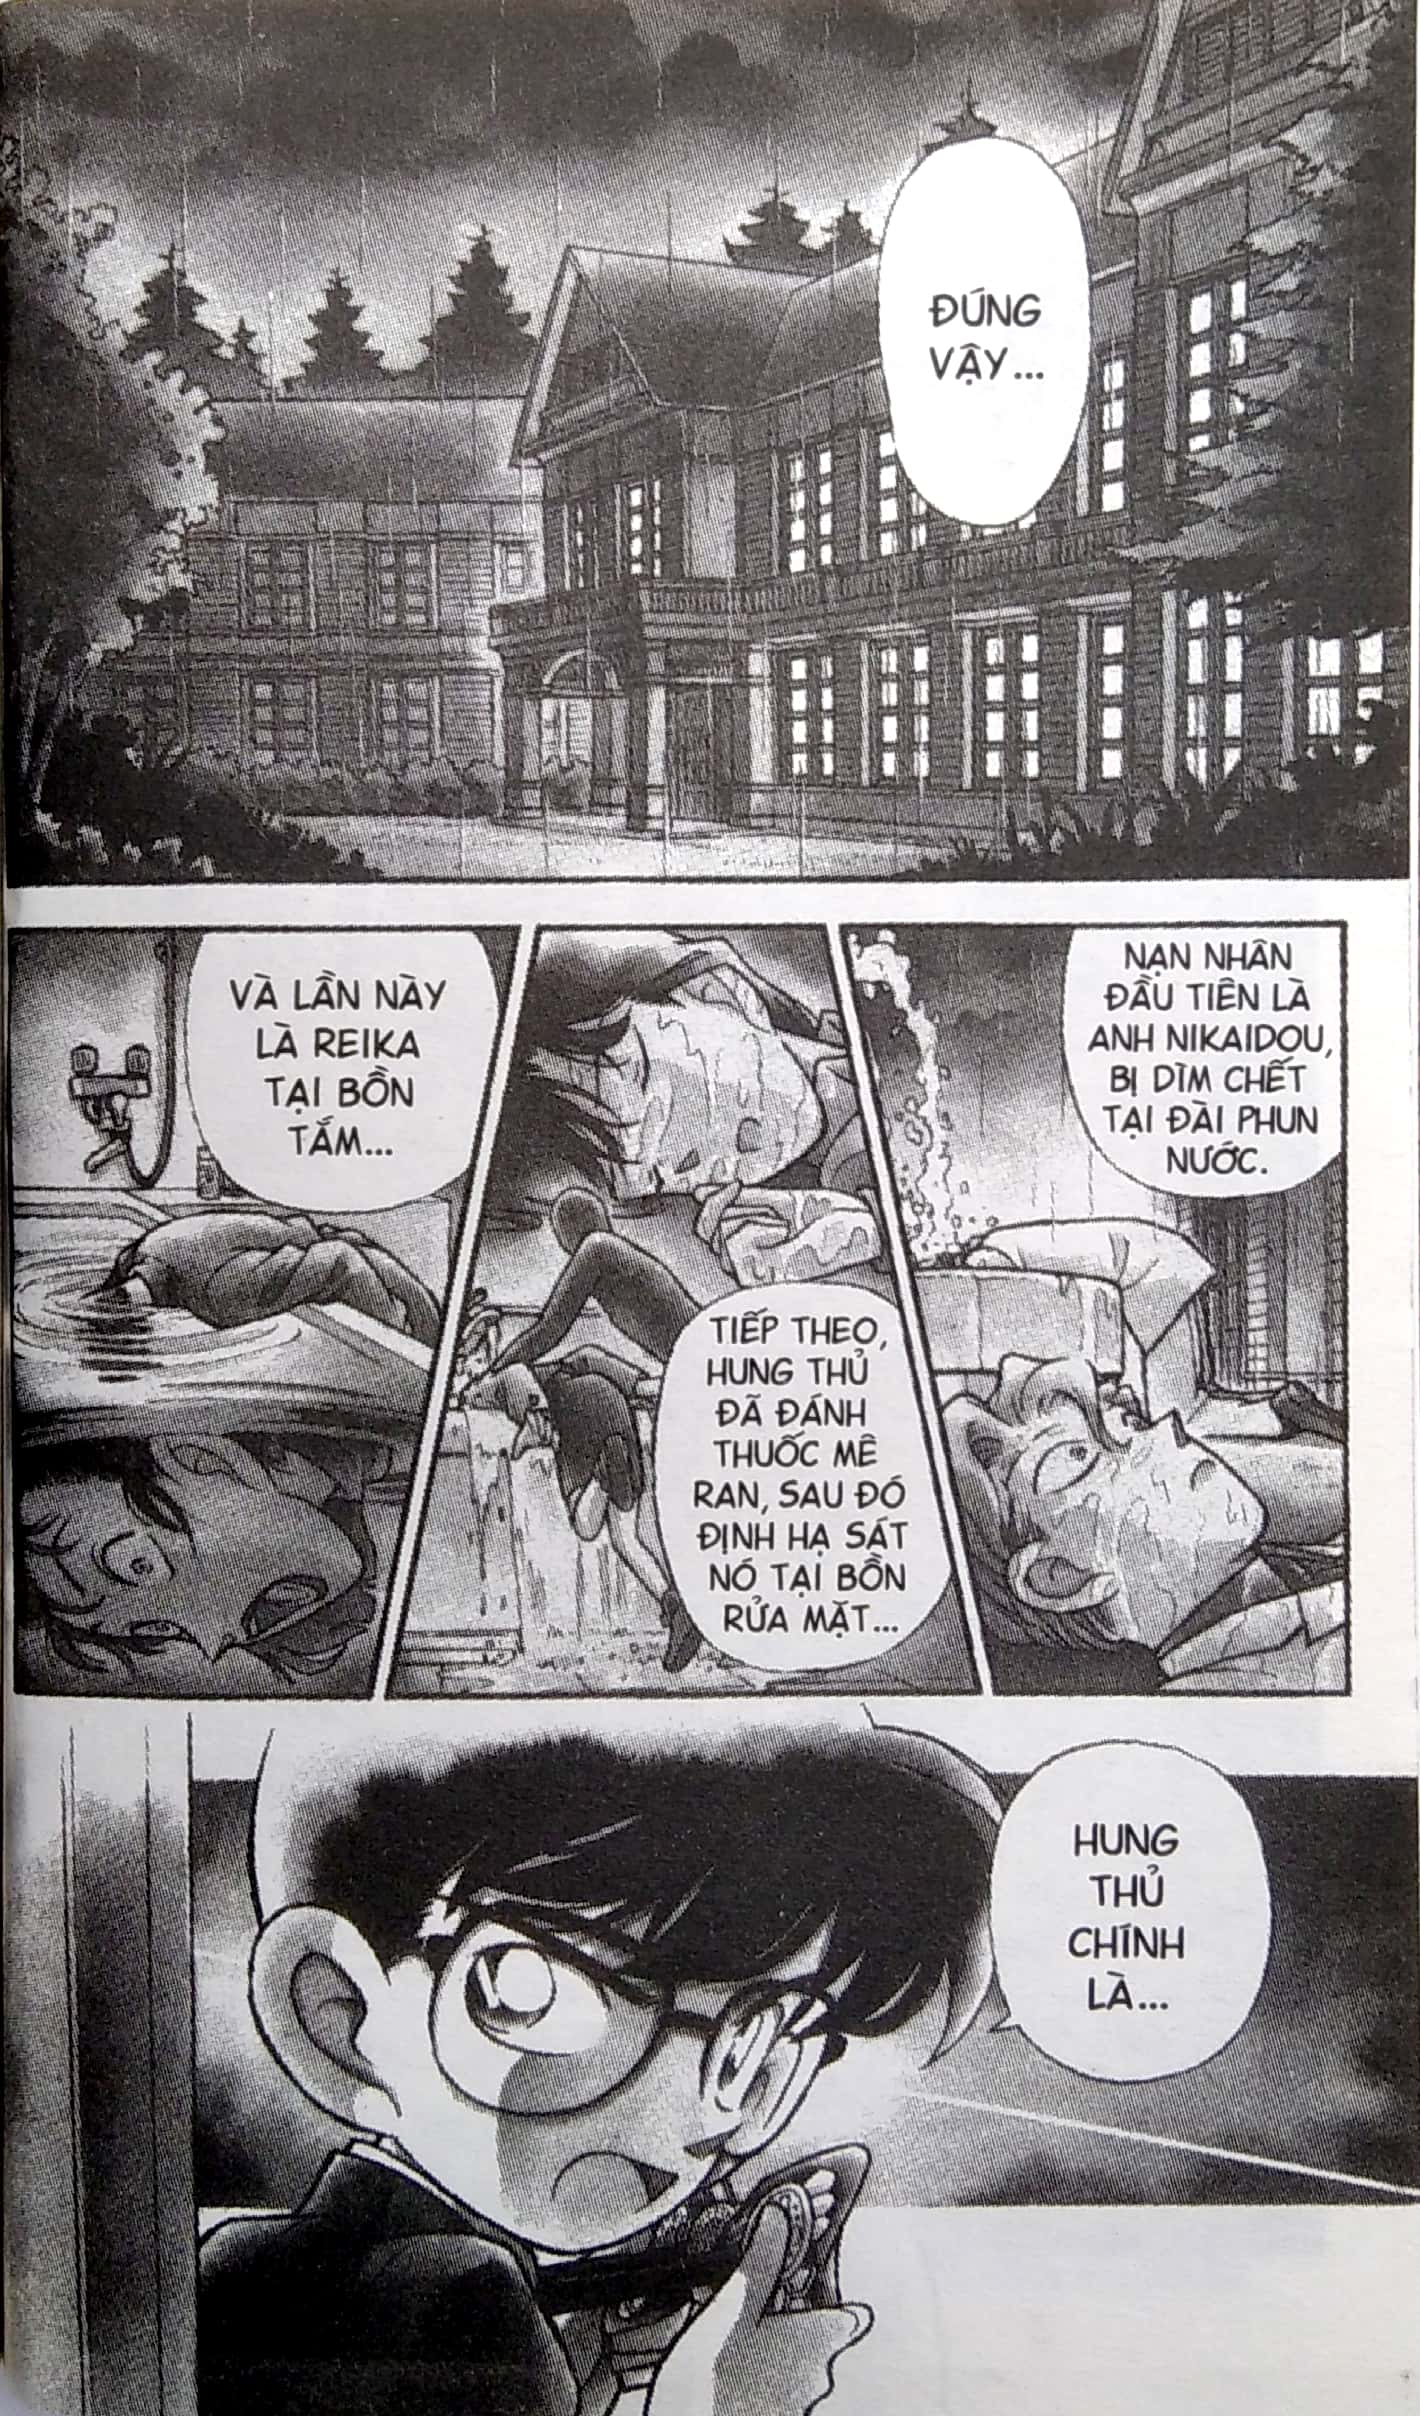 ĐÚNG
VẬY...
NẠN NHÂN
ĐẦU TIÊN LÀ
ANH NIKAIDOU,
BỊ DÌM CHẾT
TẠI ĐÀI PHUN
NƯỚC.
TIẾP THEO,
HUNG THỦ
ĐÃ ĐÁNH
THUỐC MÊ
RAN, SAU ĐÓ
ĐỊNH HẠ SÁT
NÓ TẠI BỒN
RỬA MẶT...
VÀ LẦN NÀY
LÀ REIKA
TẠI BỒN
TẮM...
HUNG
THỦ
CHÍNH
LÀ...